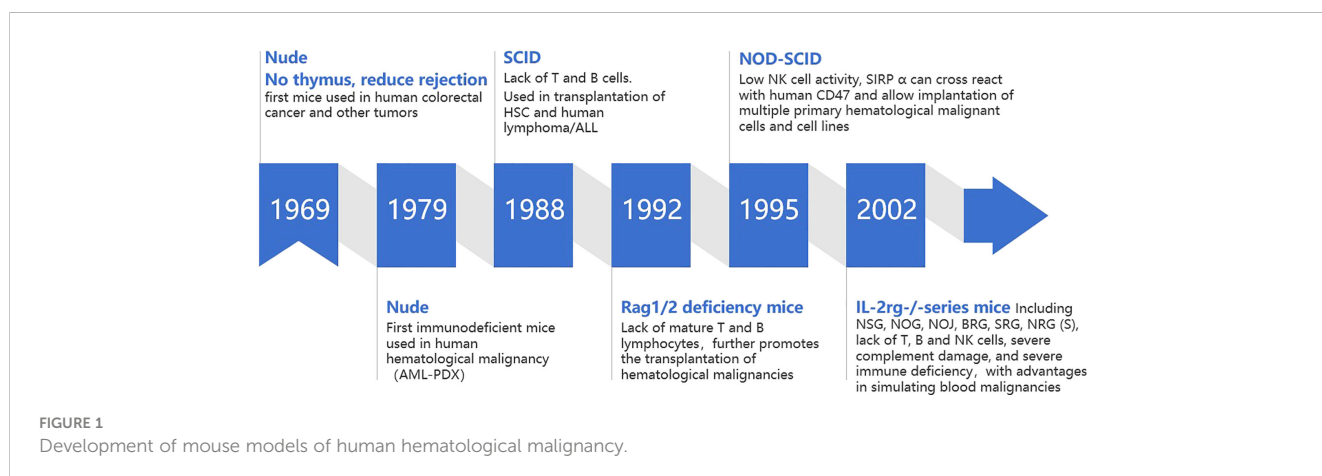 Nude
No thymus, reduce rejection
first mice used in human colorectal
cancer and other tumors
SCID
Lack of T and B cells.
Used in transplantation of
HSC and human
lymphoma/ALL
NOD-SCID
Low NK cell activity, SIRP α can cross react
with human CD47 and allow implantation of
multiple primary hematological malignant
cells and cell lines
1969
1979
1988
1992
1995
2002
Nude
First immunodeficient mice
used in human
hematological malignancy
(AML-PDX)
Rag1/2 deficiency mice
Lack of mature T and B
lymphocytes, further promotes
the transplantation of
hematological malignancies
IL-2rg-/-series mice Including
NSG, NOG, NOJ, BRG, SRG, NRG (S),
lack of T, B and NK cells, severe
complement damage, and severe
immune deficiency, with advantages
in simulating blood malignancies
FIGURE 1
Development of mouse models of human hematological malignancy.